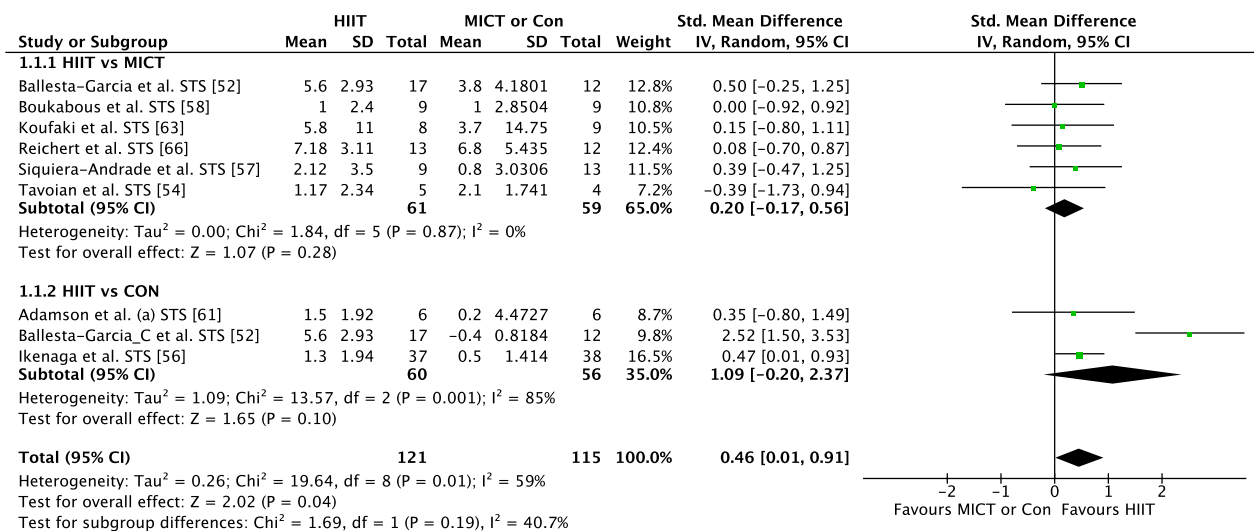 HIIT MICT or Con Std. Mean Difference Std. Mean Difference
Study or Subgroup Mean SD Total Mean SD Total Weight IV, Random, 95% CI IV, Random, 95% CI
1.1.1 HIIT vs MICT
Ballesta-Garcia et al. STS [52] 5.6 2.93 17 3.8 4.1801 12 12.8% 0.50 [-0.25, 1.25]
Boukabous et al. STS [58] 1 2.4 9 1 2.8504 9 10.8% 0.00 [-0.92, 0.92]
Koufaki et al. STS [63] 5.8 11 8 3.7 14.75 9 10.5% 0.15 [-0.80, 1.11]
Reichert et al. STS [66] 7.18 3.11 13 6.8 5.435 12 12.4% 0.08 [-0.70, 0.87]
Siquiera-Andrade et al. STS [57] 2.12 3.5 9 0.8 3.0306 13 11.5% 0.39 [-0.47, 1.25]
Tavoian et al. STS [54] 1.17 2.34 5 2.1 1.741 4 7.2% -0.39 [-1.73, 0.94]
Subtotal (95% CI) 61 59 65.0% 0.20 [-0.17, 0.56]
Heterogeneity: Tau² = 0.00; Chi² = 1.84, df = 5 (P = 0.87); I² = 0%
Test for overall effect: Z = 1.07 (P = 0.28)
1.1.2 HIIT vs CON
Adamson et al. (a) STS [61] 1.5 1.92 6 0.2 4.4727 6 8.7% 0.35 [-0.80, 1.49]
Ballesta-Garcia_C et al. STS [52] 5.6 2.93 17 -0.4 0.8184 12 9.8% 2.52 [1.50, 3.53]
Ikenaga et al. STS [56] 1.3 1.94 37 0.5 1.414 38 16.5% 0.47 [0.01, 0.93]
Subtotal (95% CI) 60 56 35.0% 1.09 [-0.20, 2.37]
Heterogeneity: Tau² = 1.09; Chi² = 13.57, df = 2 (P = 0.001); I² = 85%
Test for overall effect: Z = 1.65 (P = 0.10)
Total (95% CI) 121 115 100.0% 0.46 [0.01, 0.91]
Heterogeneity: Tau² = 0.26; Chi² = 19.64, df = 8 (P = 0.01); I² = 59%
Test for overall effect: Z = 2.02 (P = 0.04)
Test for subgroup differences: Chi² = 1.69, df = 1 (P = 0.19), I² = 40.7%
-2 -1 0 1 2
Favours MICT or Con Favours HIIT